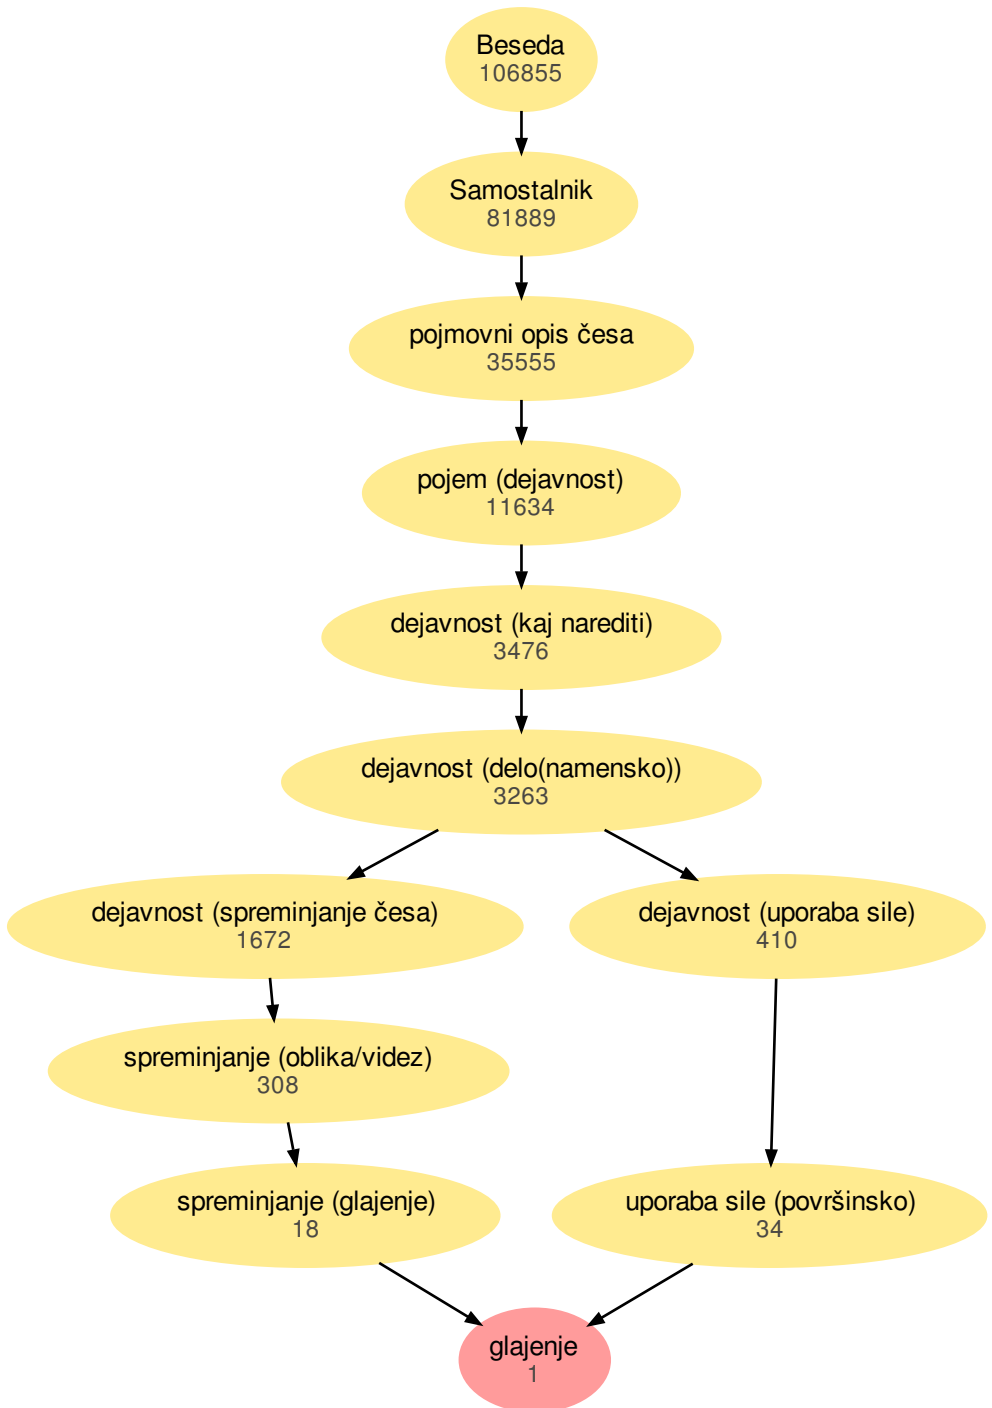 Beseda
106855
Samostalnik
81889
pojmovni opis česa
35555
pojem (dejavnost)
11634
dejavnost (kaj narediti)
3476
dejavnost (delo(namensko))
3263
dejavnost (spreminjanje česa)
1672
dejavnost (uporaba sile)
410
spreminjanje (oblika/videz)
308
spreminjanje (glajenje)
18
uporaba sile (površinsko)
34
glajenje
1